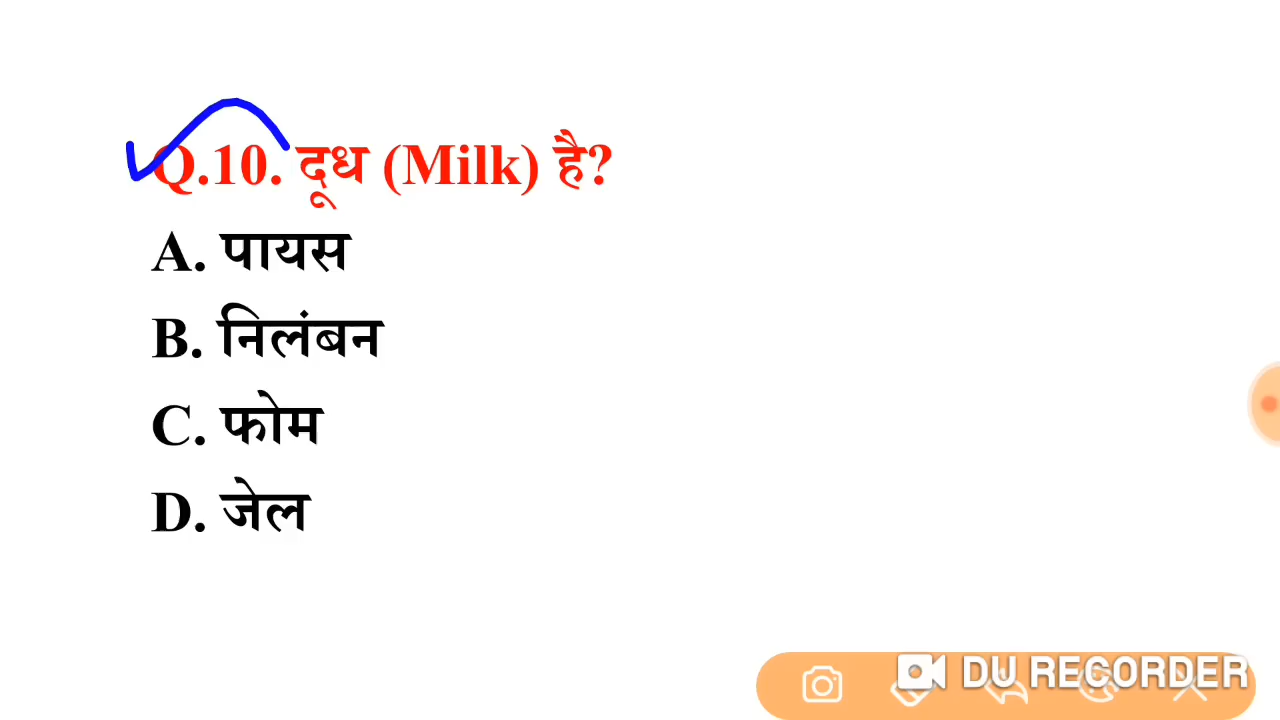 Q.10. दूध (Milk) है?
A. पायस
B. निलंबन
C. फोम
D. जेल
DU RECORDER